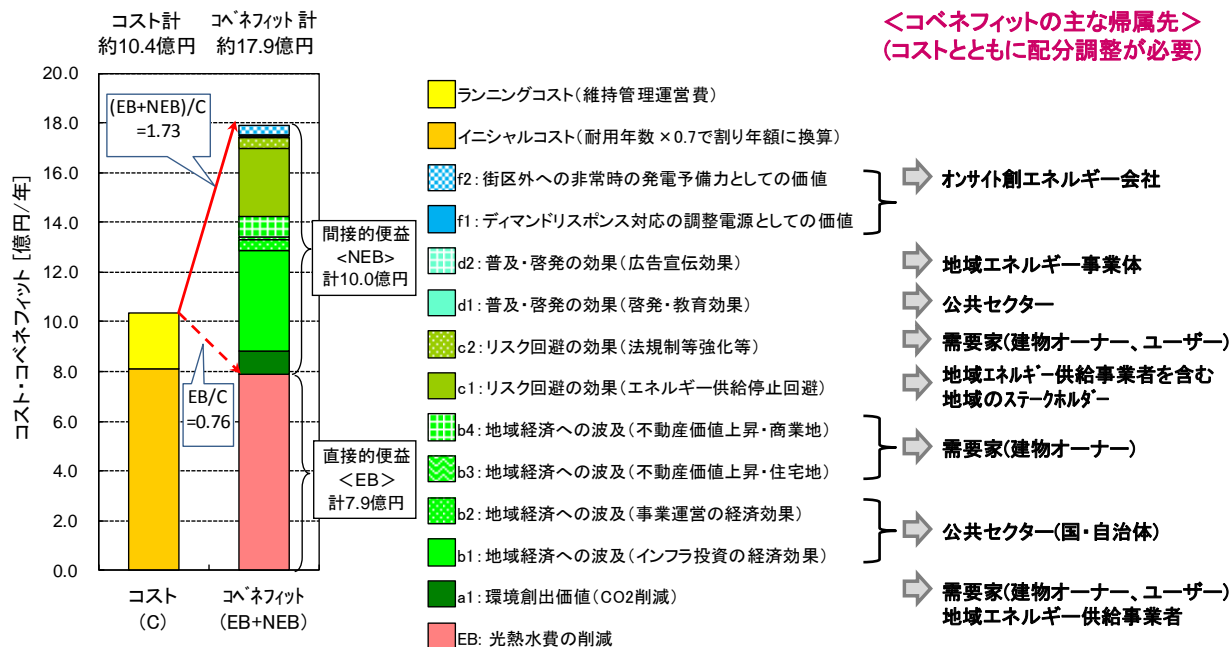 コスト計
約10.4億円
コベネフィット 計
約17.9億円
<コベネフィットの主な帰属先>
(コストとともに配分調整が必要)
コスト・コベネフィット [億円/年]
20.0
18.0
16.0
14.0
12.0
10.0
8.0
6.0
4.0
2.0
0.0
(EB+NEB)/C
=1.73
EB/C
=0.76
間接的便益
<NEB>
計10.0億円
直接的便益
<EB>
計7.9億円
コスト
(C)
コベネフィット
(EB+NEB)
ランニングコスト(維持管理運営費)
イニシャルコスト(耐用年数×0.7で割り年額に換算)
f2:街区外への非常時の発電予備力としての価値
f1:ディマンドリスポンス対応の調整電源としての価値
d2:普及・啓発の効果(広告宣伝効果)
d1:普及・啓発の効果(啓発・教育効果)
c2:リスク回避の効果(法規制等強化等)
c1:リスク回避の効果(エネルギー供給停止回避)
b4:地域経済への波及(不動産価値上昇・商業地)
b3:地域経済への波及(不動産価値上昇・住宅地)
b2:地域経済への波及(事業運営の経済効果)
b1:地域経済への波及(インフラ投資の経済効果)
a1:環境創出価値(CO2削減)
EB: 光熱水費の削減
オンサイト創エネルギー会社
地域エネルギー事業体
公共セクター
需要家(建物オーナー、ユーザー)
地域エネルギー供給事業者を含む
地域のステークホルダー
需要家(建物オーナー)
公共セクター(国・自治体)
需要家(建物オーナー、ユーザー)
地域エネルギー供給事業者